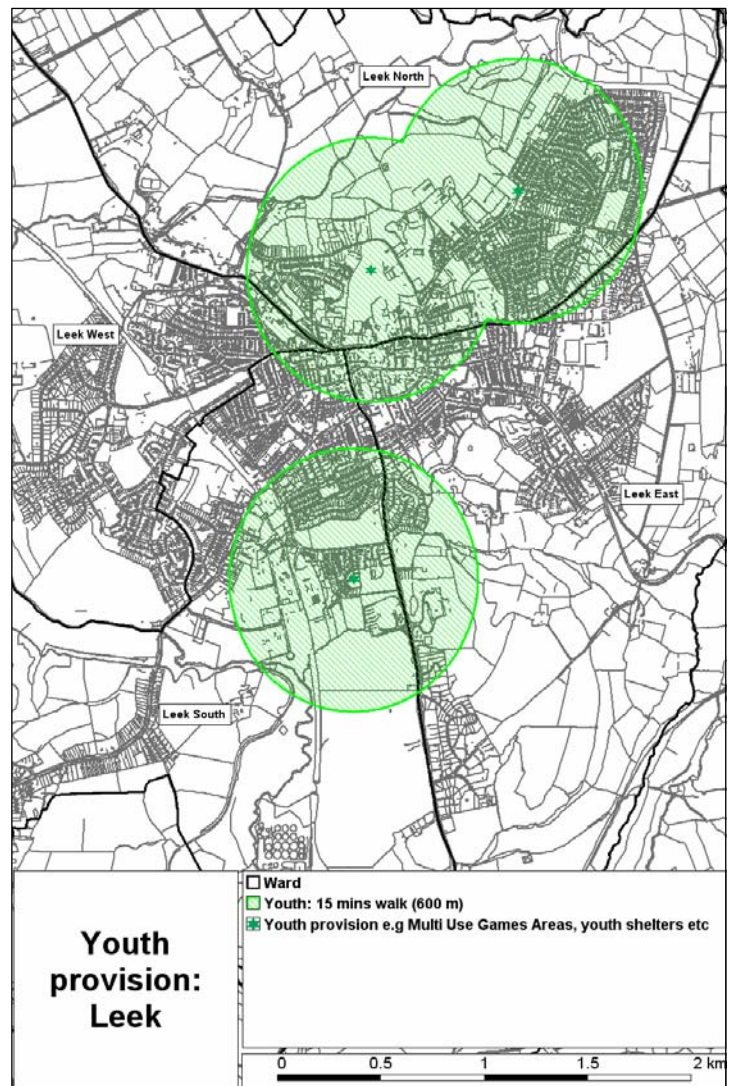 Leek North
Leek West
Leek East
Leek South
Youth
provision:
Leek
Ward
Youth: 15 mins walk (600 m)
Youth provision e.g Multi Use Games Areas, youth shelters etc
0 0.5 1 1.5 2 km